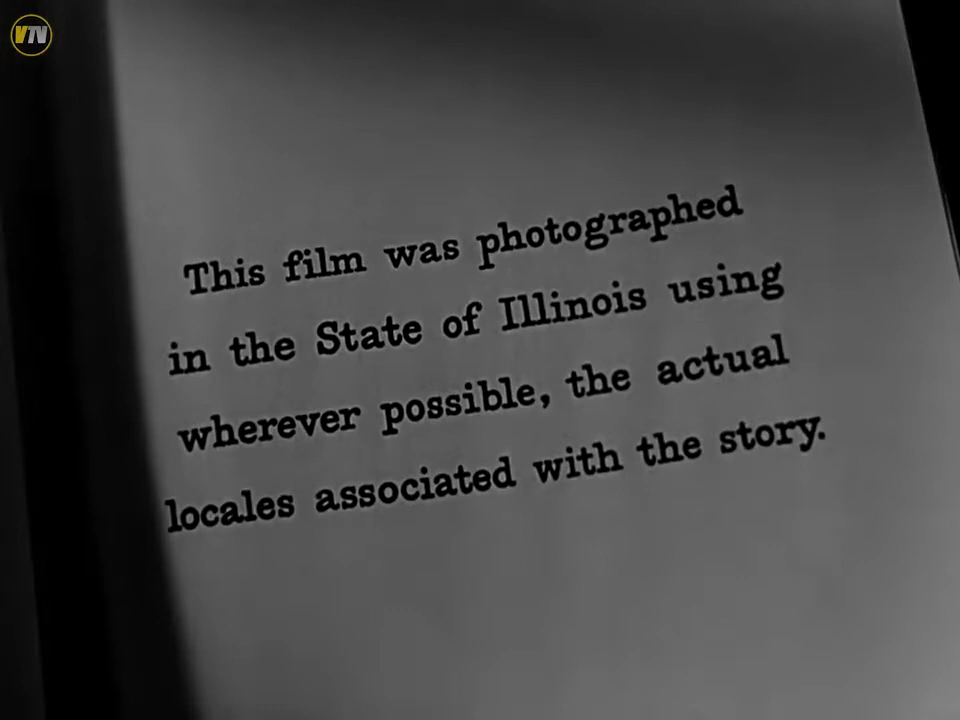 VTV
This film was photographed
in the State of Illinois using
wherever possible, the actual
locales associated with the story.